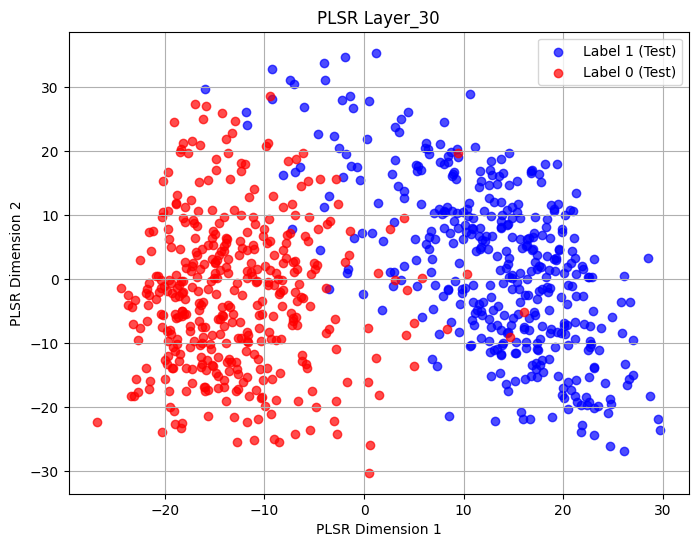 PLSR Layer_30
Label 1 (Test)
Label 0 (Test)
PLSR Dimension 2
30
20
10
0
−10
−20
−30
−20
−10
0
10
20
30
PLSR Dimension 1